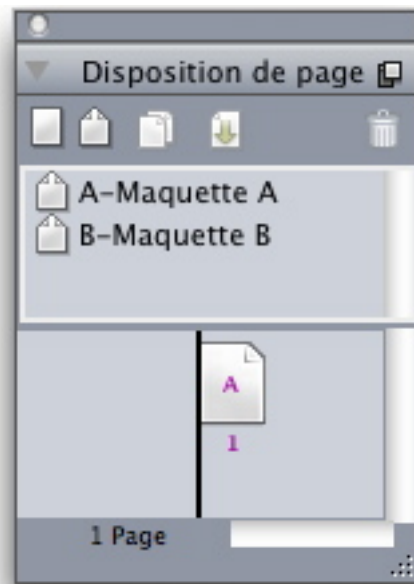 Disposition de page
A-Maquette A
B-Maquette B
A
1
1 Page